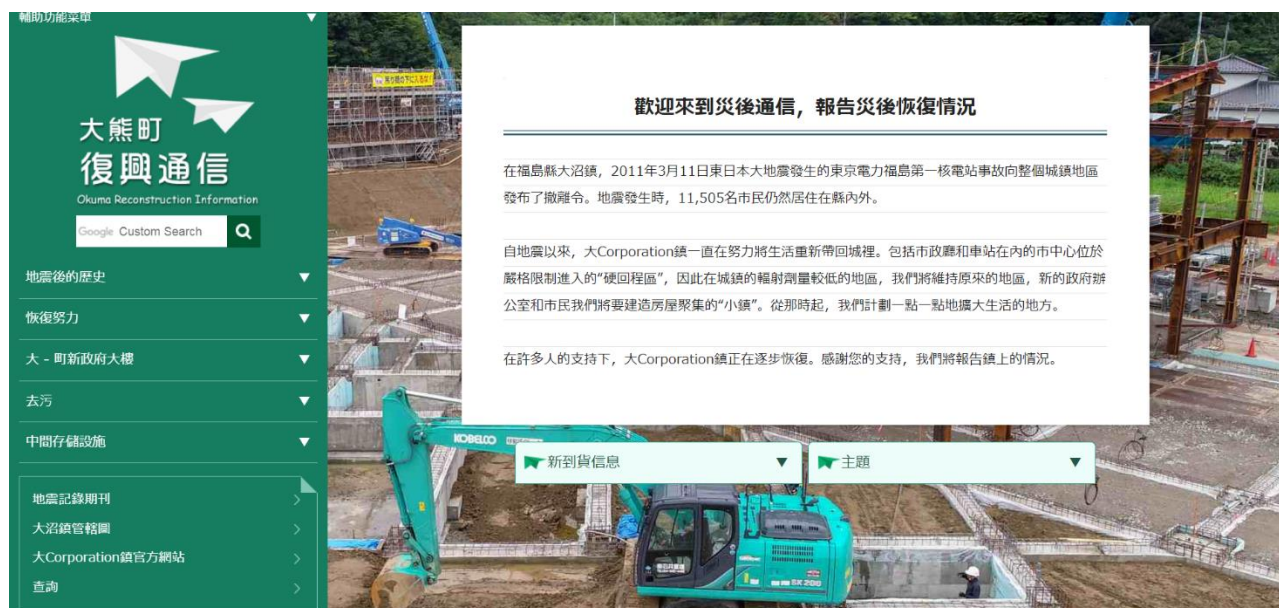 輔助功能菜單
大熊町
復興通信
Okuma Reconstruction Information
Google Custom Search
地震後的歷史
恢復努力
大 - 町新政府大樓
去污
中間存儲設施
地震記錄期刊
大沼鎮管轄圖
大Corporation鎮官方網站
查詢
歡迎來到災後通信，報告災後恢復情況
在福島縣大沼鎮，2011年3月11日東日本大地震發生的東京電力福島第一核電站事故向整個城鎮地區
發布了撤離令。地震發生時，11,505名市民仍然居住在縣內外。
自地震以來，大Corporation鎮一直在努力將生活重新帶回城裡。包括市政廳和車站在內的市中心位於
嚴格限制進入的“硬回程區”，因此在城鎮的輻射劑量較低的地區，我們將維持原來的地區，新的政府辦
公室和市民我們將要建造房屋聚集的“小鎮”。從那時起，我們計劃一點一點地擴大生活的地方。
在許多人的支持下，大Corporation鎮正在逐步恢復。感謝您的支持，我們將報告鎮上的情況。
新到貨信息
主題
KOBELCO
SK 200